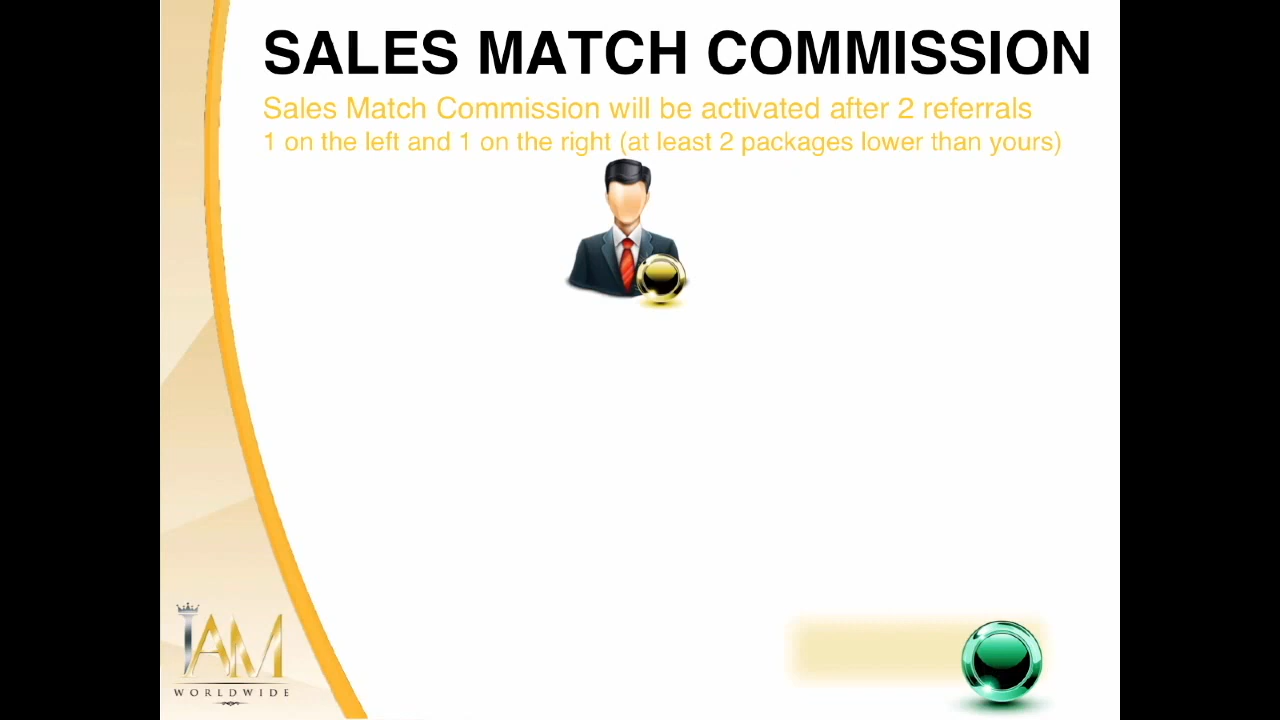 SALES MATCH COMMISSION
Sales Match Commission will be activated after 2 referrals
1 on the left and 1 on the right (at least 2 packages lower than yours)
IAM
WORLDWIDE